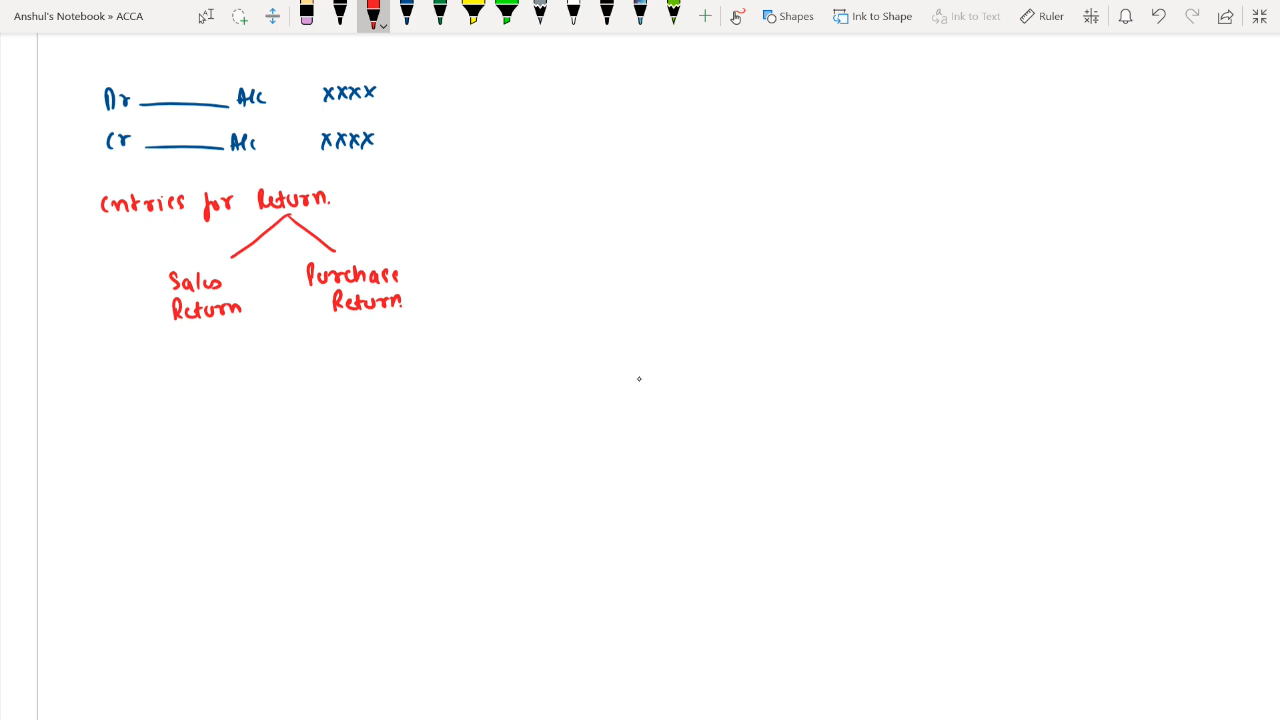 Anshul's Notebook » ACCA
Shapes
Ink to Shape
Ink to Text
Ruler
Dr ______ A/c xxxx
Cr ______ A/c xxxx
Entries for Return.
Sales
Return
Purchase
Return.